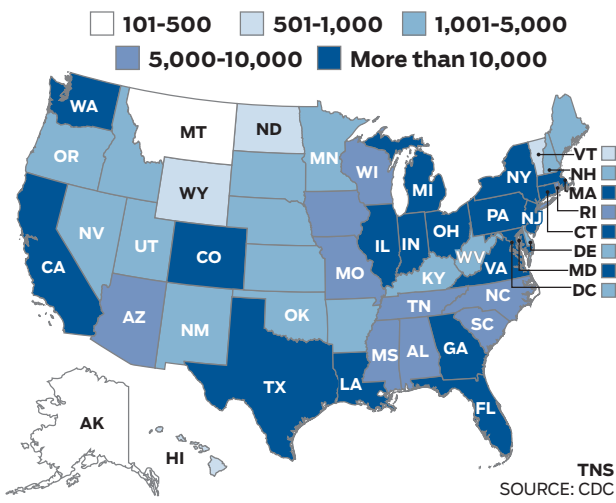 101-500 501-1,000 1,001-5,000
5,000-10,000 More than 10,000
WA
MT
ND
OR
MN
WY
WI
MI
NY
VT
NH
MA
RI
CT
DE
MD
DC
NV
UT
CA
CO
IL
IN
OH
PA
NJ
WV
VA
MO
KY
AZ
NM
OK
TN
NC
SC
MS
AL
GA
TX
LA
FL
AK
HI
TNS
SOURCE: CDC